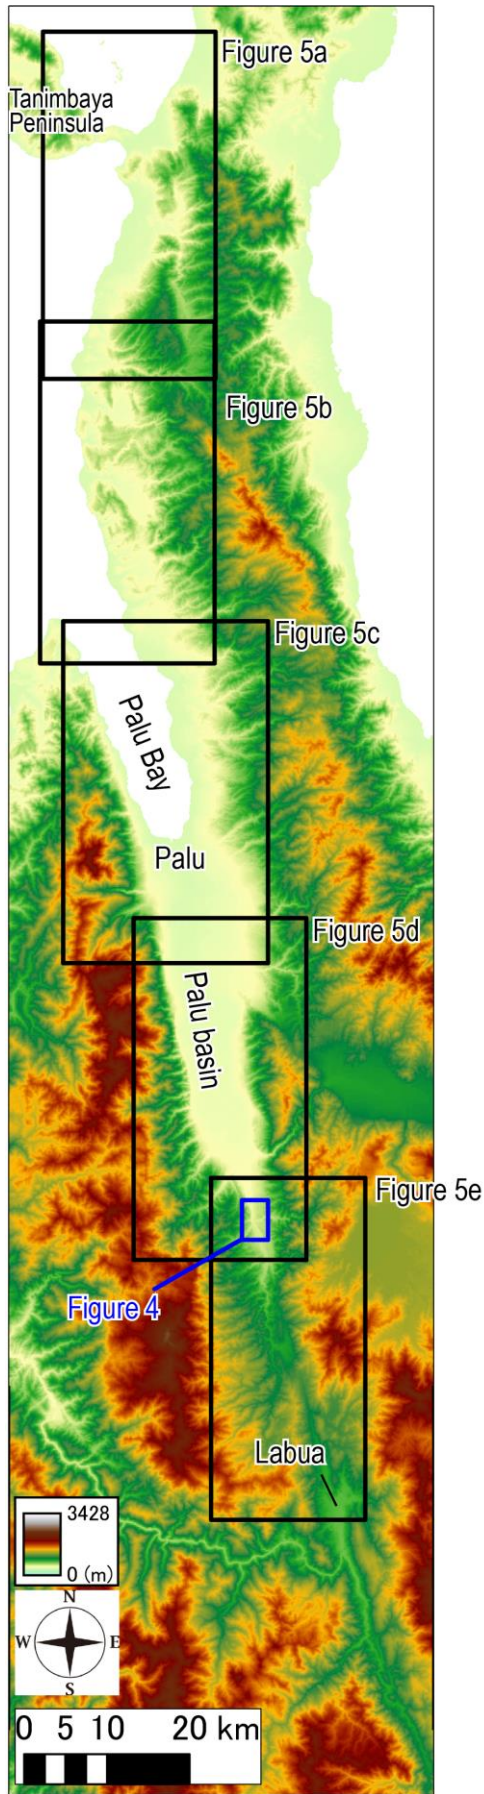 Figure 5a
Tanimbaya
Peninsula
Figure 5b
Figure 5c
Palu Bay
Palu
Figure 5d
Palu basin
Figure 5e
Figure 4
Labua
3428
0 (m)
N
W E
S
0 5 10 20 km